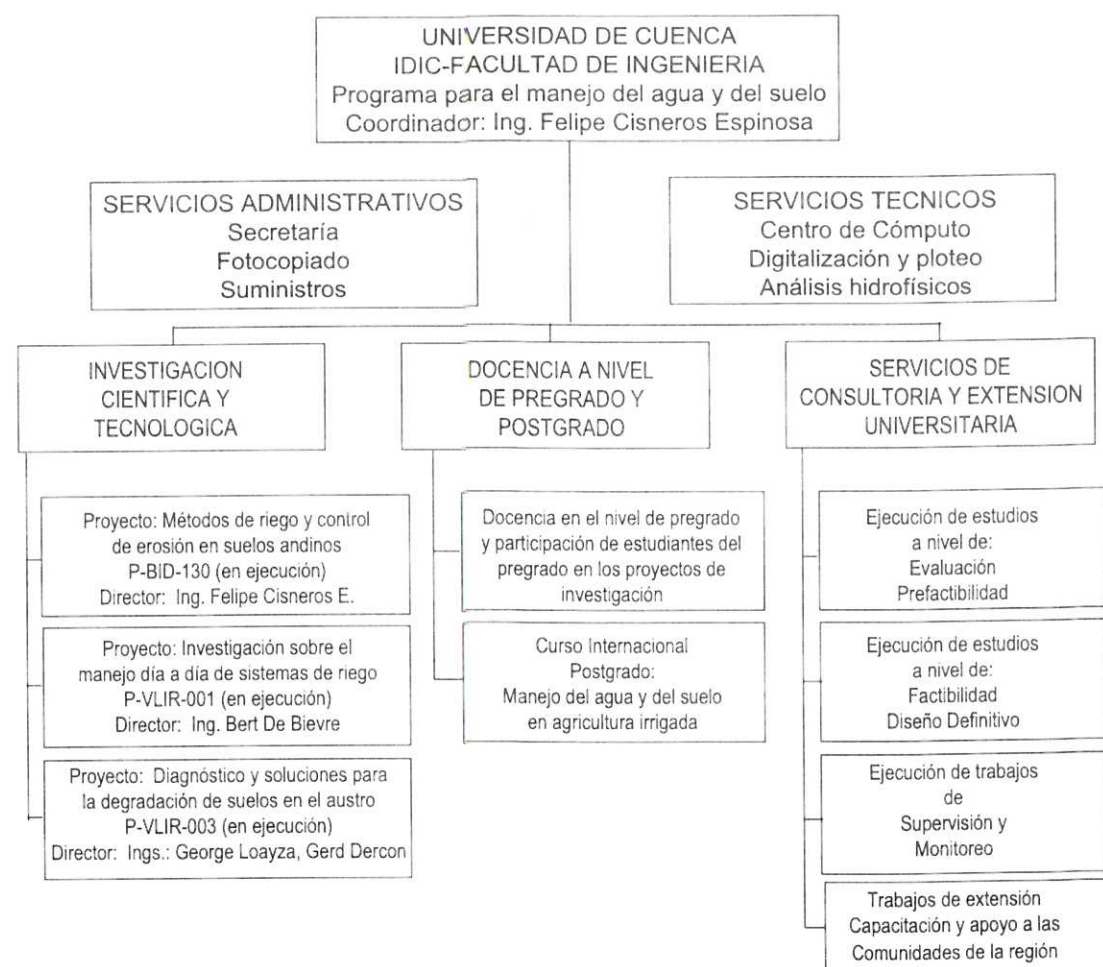 UNIVERSIDAD DE CUENCA
IDIC-FACULTAD DE INGENIERIA
Programa para el manejo del agua y del suelo
Coordinador: Ing. Felipe Cisneros Espinosa
SERVICIOS ADMINISTRATIVOS
Secretaría
Fotocopiado
Suministros
SERVICIOS TECNICOS
Centro de Cómputo
Digitalización y ploteo
Análisis hidrofísicos
INVESTIGACION
CIENTIFICA Y
TECNOLOGICA
DOCENCIA A NIVEL
DE PREGRADO Y
POSTGRADO
SERVICIOS DE
CONSULTORIA Y EXTENSION
UNIVERSITARIA
Proyecto: Métodos de riego y control
de erosión en suelos andinos
P-BID-130 (en ejecución)
Director: Ing. Felipe Cisneros E.
Proyecto: Investigación sobre el
manejo día a día de sistemas de riego
P-VLIR-001 (en ejecución)
Director: Ing. Bert De Bievre
Proyecto: Diagnóstico y soluciones para
la degradación de suelos en el austro
P-VLIR-003 (en ejecución)
Director: Ings.: George Loayza, Gerd Dercon
Docencia en el nivel de pregrado
y participación de estudiantes del
pregrado en los proyectos de
investigación
Curso Internacional
Postgrado:
Manejo del agua y del suelo
en agricultura irrigada
Ejecución de estudios
a nivel de:
Evaluación
Prefactibilidad
Ejecución de estudios
a nivel de:
Factibilidad
Diseño Definitivo
Ejecución de trabajos
de
Supervisión y
Monitoreo
Trabajos de extensión
Capacitación y apoyo a las
Comunidades de la región